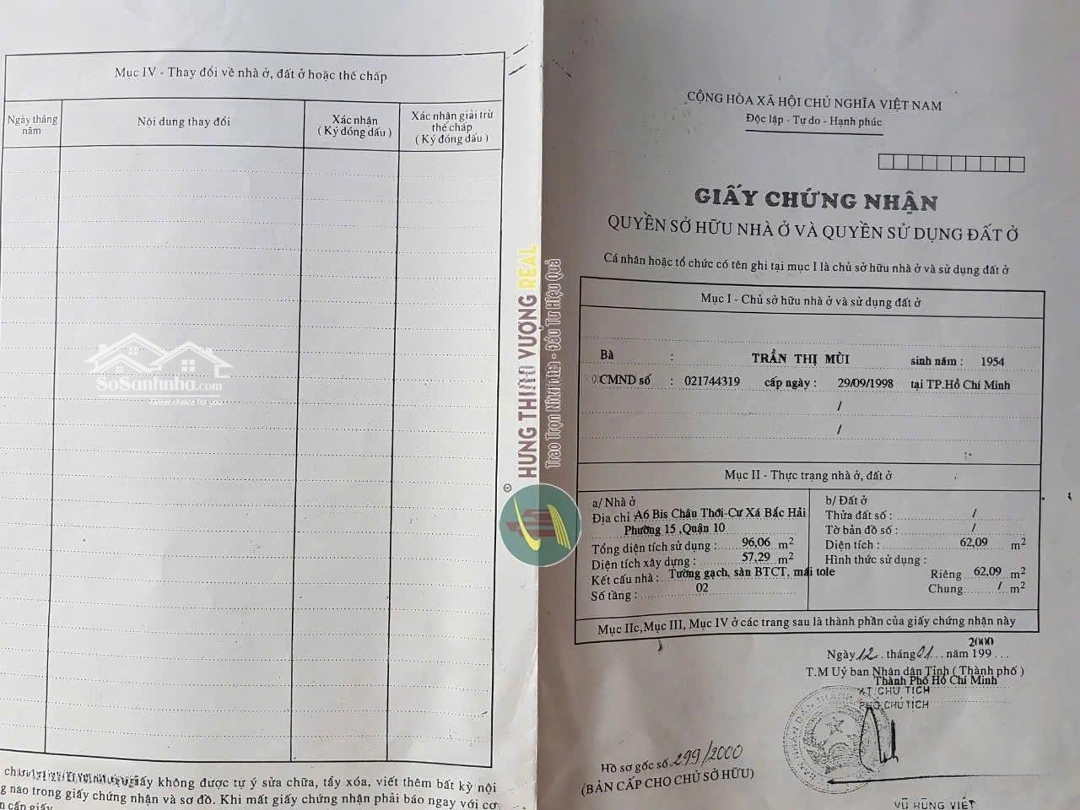 Mục IV - Thay đổi về nhà ở, đất ở hoặc thế chấp
Ngày tháng năm
Nội dung thay đổi
Xác nhận
( Ký đóng dấu )
Xác nhận giải trừ
thế chấp
( Ký đóng dấu )
giấy không được tự ý sửa chữa, tẩy xóa, viết thêm bất kỳ nội
nào trong giấy chứng nhận và sơ đồ. Khi mất giấy chứng nhận phải báo ngay với cơ
cấp giấy
SoSanhnha.com
HƯNG THỊNH VƯỢNG REAL
Trao Trọn Niềm Tin - Đầu Tư Hiệu Quả
CỘNG HÒA XÃ HỘI CHỦ NGHĨA VIỆT NAM
Độc lập - Tự do - Hạnh phúc
GIẤY CHỨNG NHẬN
QUYỀN SỞ HỮU NHÀ Ở VÀ QUYỀN SỬ DỤNG ĐẤT Ở
Cá nhân hoặc tổ chức có tên ghi tại mục I là chủ sở hữu nhà ở và sử dụng đất ở
Mục I - Chủ sở hữu nhà ở và sử dụng đất ở
Bà : TRẦN THỊ MÙI sinh năm : 1954
CMND số : 021744319 cấp ngày : 29/09/1998 tại TP.Hồ Chí Minh
/
/
Mục II - Thực trạng nhà ở, đất ở
a/ Nhà ở
Địa chỉ A6 Bis Châu Thới-Cư Xá Bắc Hải
Phường 15 ,Quận 10
Tổng diện tích sử dụng : 96,06 m2
Diện tích xây dựng : 57,29 m2
Kết cấu nhà : Tường gạch, sàn BTCT, mái tole
Số tầng : 02
b/ Đất ở
Thửa đất số : /
Tờ bản đồ số : /
Diện tích : 62,09 m2
Hình thức sử dụng :
Riêng 62,09 m2
Chung / m2
Mục IIc,Mục III, Mục IV ở các trang sau là thành phần của giấy chứng nhận này
2000
Ngày 12 tháng 01 năm 199
T.M Uỷ ban Nhân dân Tỉnh ( Thành phố )
Thành Phố Hồ Chí Minh
KT.CHỦ TỊCH
PHÓ CHỦ TỊCH
Hồ sơ gốc số 299/2000
(BẢN CẤP CHO CHỦ SỞ HỮU)
VŨ HÙNG VIỆT